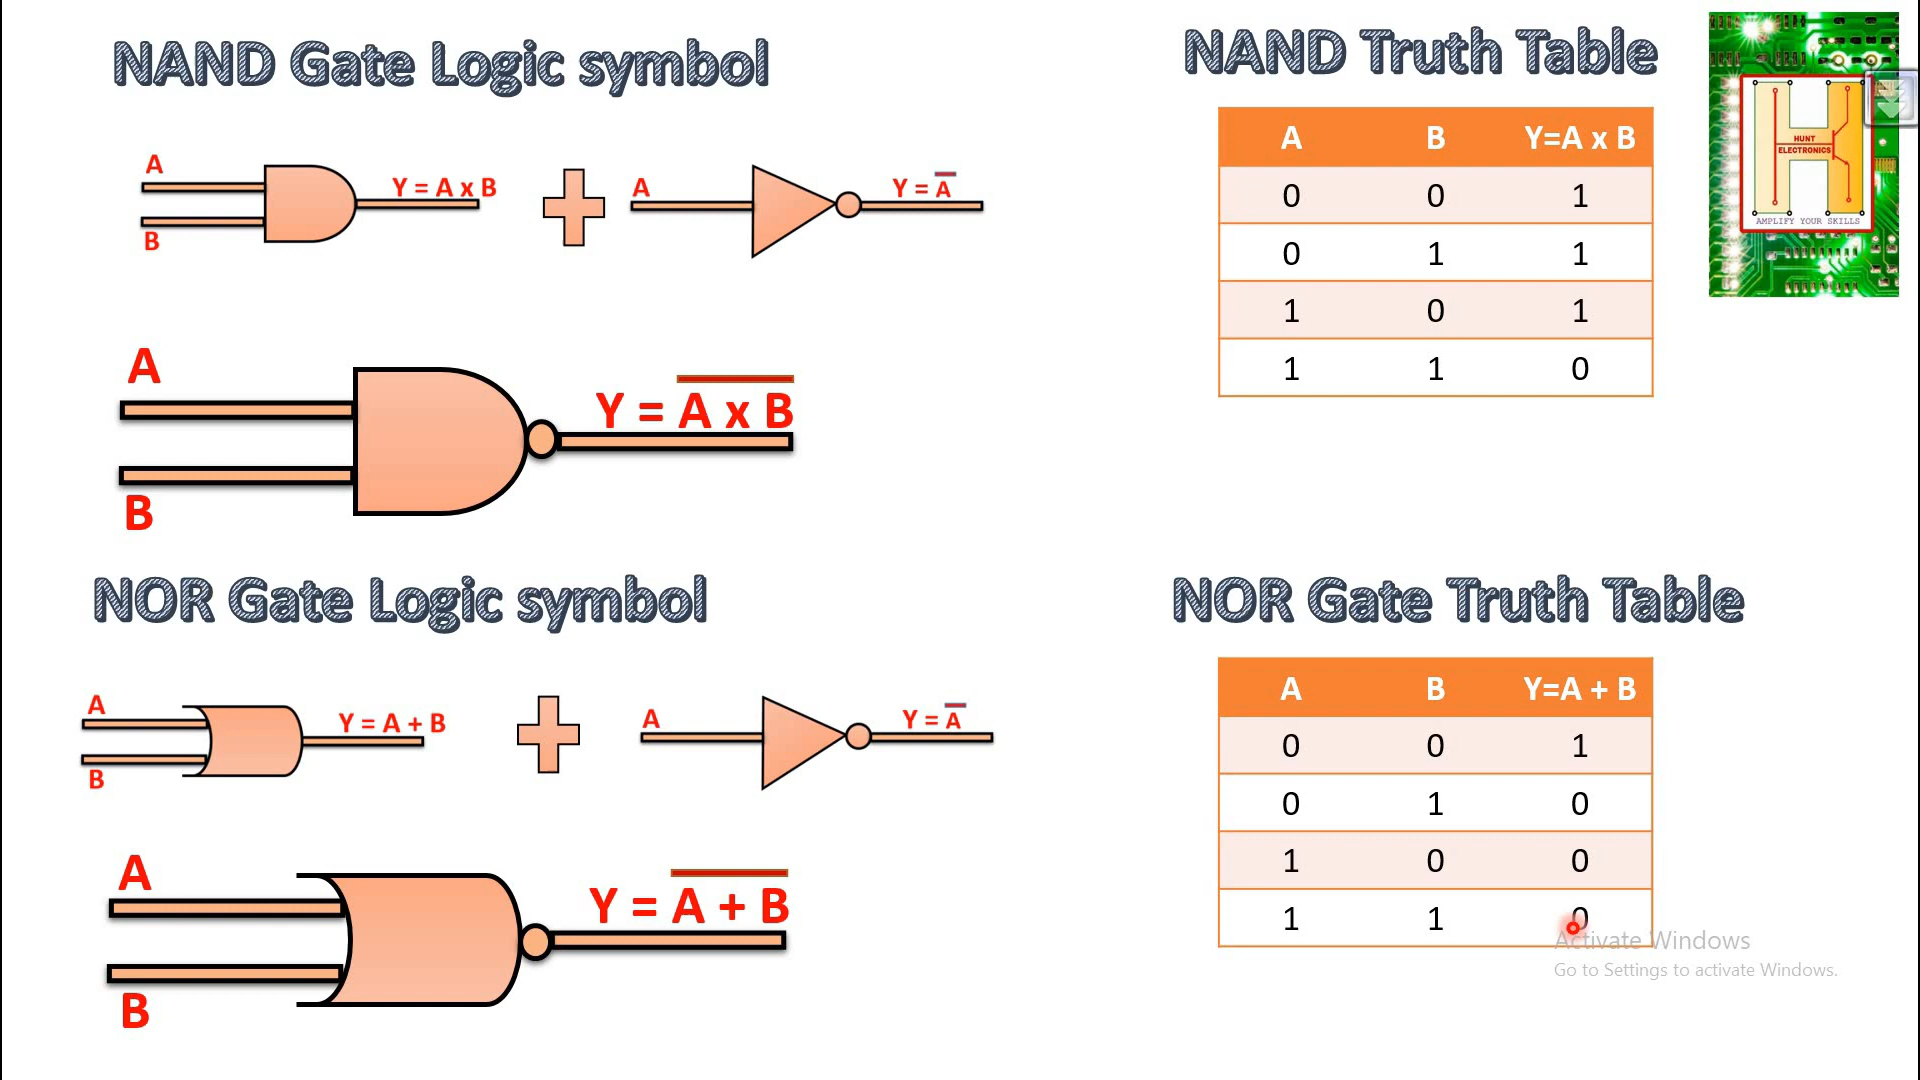 NAND Gate Logic symbol
A
Y = A x B
B
A
Y = A̅
A
Y = A̅ ̅x̅ ̅B̅
B
NAND Truth Table
A B Y=A x B
0 0 1
0 1 1
1 0 1
1 1 0
HUNT
ELECTRONICS
AMPLIFY YOUR SKILLS
NOR Gate Logic symbol
A
Y = A + B
B
A
Y = A̅
A
Y = A̅ ̅+̅ ̅B̅
B
NOR Gate Truth Table
A B Y=A + B
0 0 1
0 1 0
1 0 0
1 1 0
Activate Windows
Go to Settings to activate Windows.